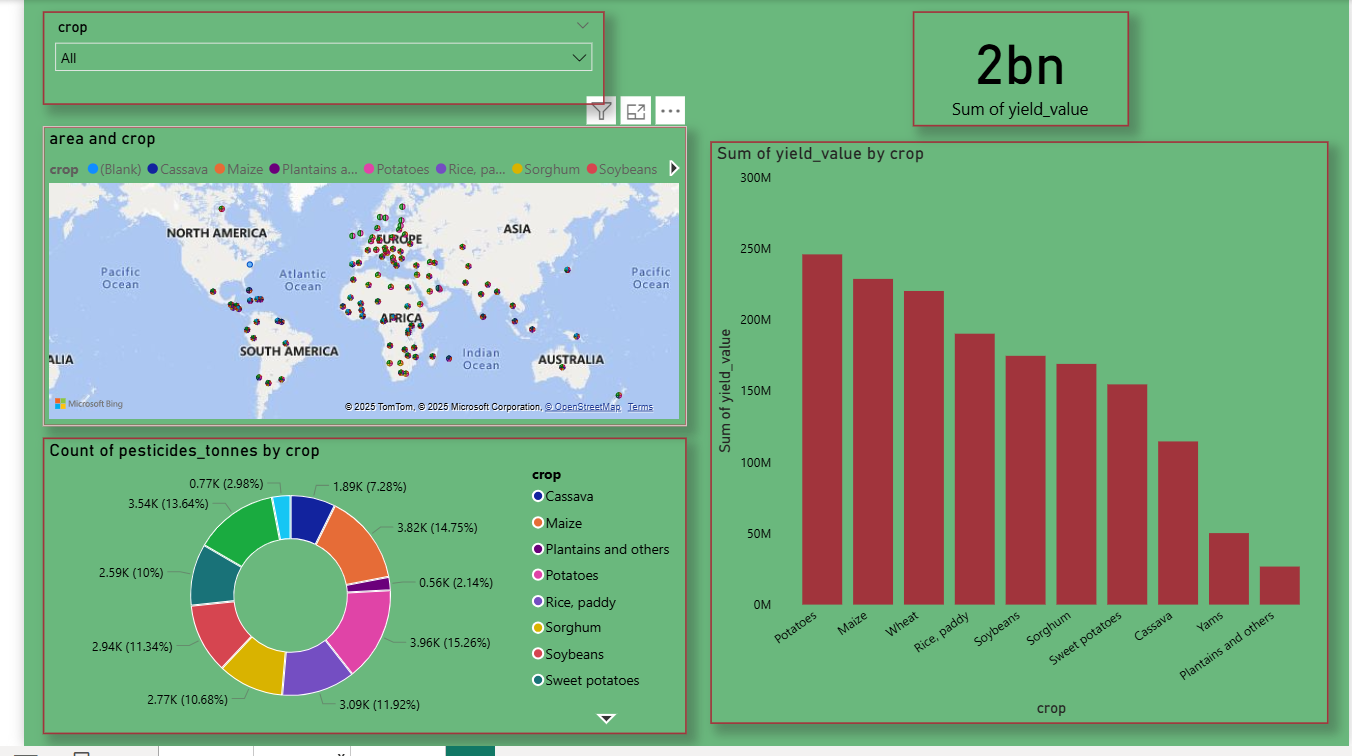 crop
All
2bn
Sum of yield_value
area and crop
crop (Blank) Cassava Maize Plantains a... Potatoes Rice, pa... Sorghum Soybeans
NORTH AMERICA
EUROPE
ASIA
Pacific
Ocean
Atlantic
Ocean
Pacific
Ocean
AFRICA
SOUTH AMERICA
Indian
Ocean
ALIA
AUSTRALIA
Microsoft Bing
© 2025 TomTom, © 2025 Microsoft Corporation, © OpenStreetMap Terms
Count of pesticides_tonnes by crop
0.77K (2.98%)
1.89K (7.28%)
3.54K (13.64%)
3.82K (14.75%)
2.59K (10%)
0.56K (2.14%)
2.94K (11.34%)
3.96K (15.26%)
2.77K (10.68%)
3.09K (11.92%)
crop
Cassava
Maize
Plantains and others
Potatoes
Rice, paddy
Sorghum
Soybeans
Sweet potatoes
Sum of yield_value by crop
300M
250M
200M
150M
100M
50M
0M
Sum of yield_value
Potatoes
Maize
Wheat
Rice, paddy
Soybeans
Sorghum
Sweet potatoes
Cassava
Yams
Plantains and others
crop